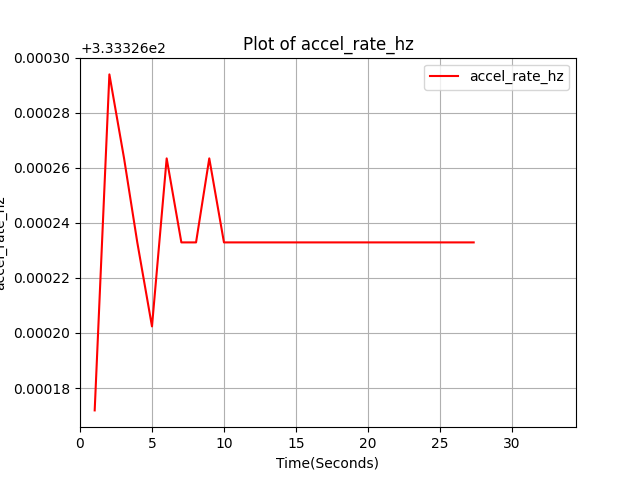 +3.33326e2
Plot of accel_rate_hz
accel_rate_hz
0.00030
0.00028
0.00026
0.00024
0.00022
0.00020
0.00018
accel_rate_hz
0
5
10
15
20
25
30
Time(Seconds)